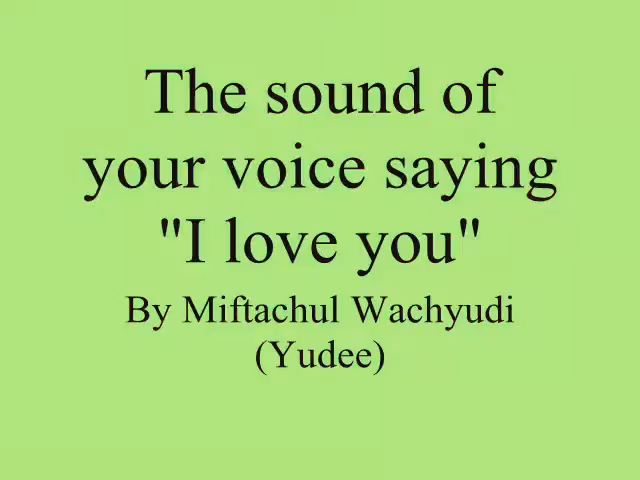 The sound of
your voice saying
"I love you"
By Miftachul Wachyudi
(Yudee)